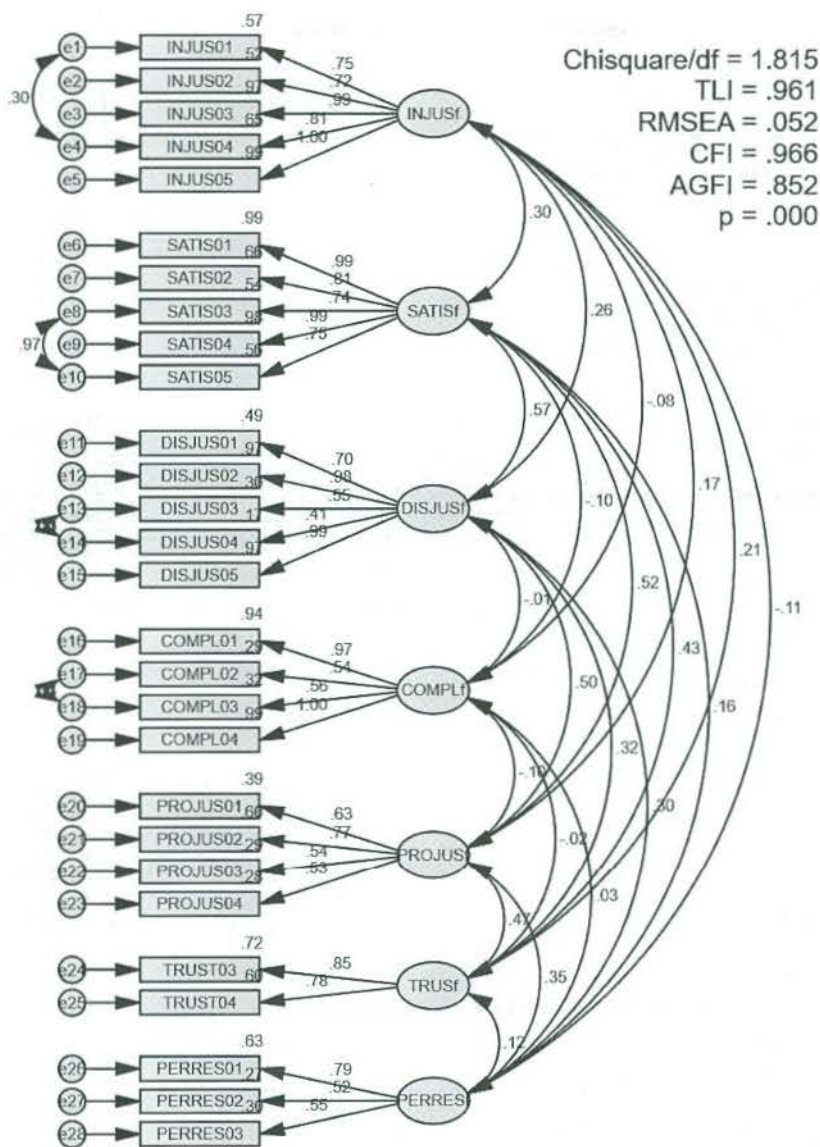 Chisquare/df = 1.815
TLI = .961
RMSEA = .052
CFI = .966
AGFI = .852
p = .000
.57
e1 INJUS01 .52 .75
e2 INJUS02 .97 .72
e3 INJUS03 .65 .99
e4 INJUS04 .99 .81
e5 INJUS05 1.00
.30
INJUSf
.99
e6 SATIS01 .66 .99
e7 SATIS02 .81
e8 SATIS03 .98 .74
e9 SATIS04 .56 .99
e10 SATIS05 .75
.97
SATISf
.49
e11 DISJUS01 .97 .70
e12 DISJUS02 .30 .98
e13 DISJUS03 .17 .55
e14 DISJUS04 .97 .41
e15 DISJUS05 .99
DISJUSf
.94
e16 COMPL01 .29 .97
e17 COMPL02 .32 .54
e18 COMPL03 .99 .56
e19 COMPL04 1.00
COMPLf
.39
e20 PROJUS01 .60 .63
e21 PROJUS02 .29 .77
e22 PROJUS03 .28 .54
e23 PROJUS04 .53
PROJUS
.72
e24 TRUST03 .60 .85
e25 TRUST04 .78
TRUSf
.63
e26 PERRES01 .27 .79
e27 PERRES02 .30 .52
e28 PERRES03 .55
PERRES
.30
.26
-.08
.57
.17
-.10
.21
.52
-.11
-.01
.43
.50
.16
.32
-.10
.30
-.02
.03
.47
.35
.12